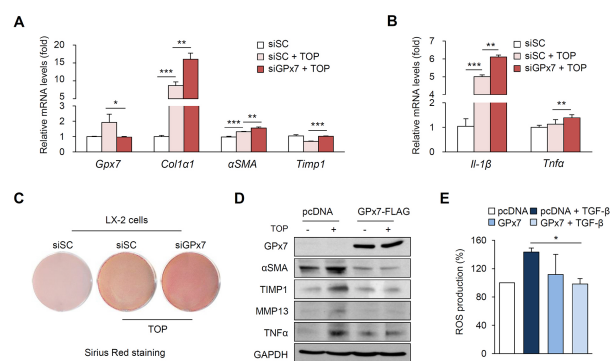 A
siSC
siSC + TOP
siGPx7 + TOP
Relative mRNA levels (fold)
20
15
10
5
2
1
0
***
**
*
***
**
***
Gpx7
Col1α1
αSMA
Timp1
B
siSC
siSC + TOP
siGPx7 + TOP
Relative mRNA levels (fold)
7
6
5
4
2
1
0
***
**
**
Il-1β
Tnfα
C
LX-2 cells
siSC
siSC
siGPx7
TOP
Sirius Red staining
D
pcDNA
GPx7-FLAG
TOP
- + - +
GPx7
αSMA
TIMP1
MMP13
TNFα
GAPDH
E
pcDNA
pcDNA + TGF-β
GPx7
GPx7 + TGF-β
ROS production (%)
160
120
80
40
0
*